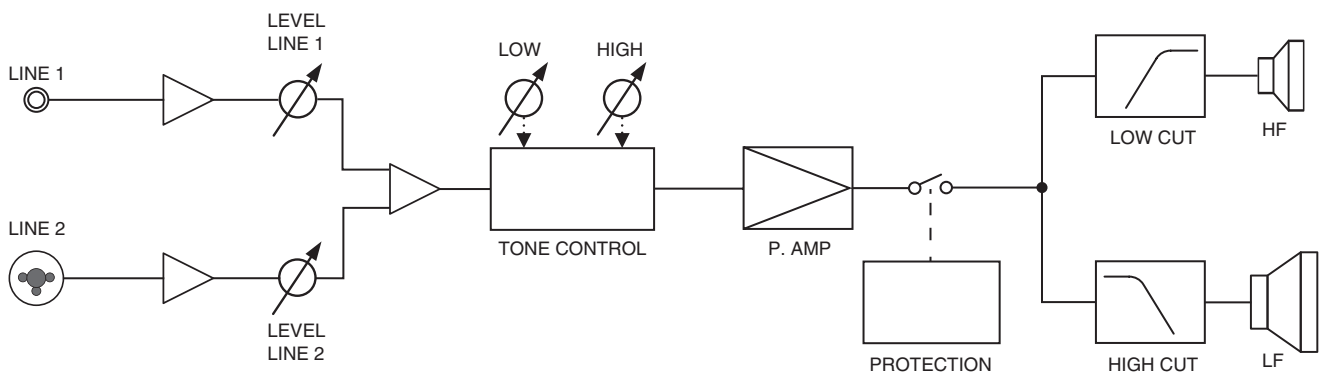 LEVEL
LINE 1
LINE 1
LOW
HIGH
LOW CUT
HF
TONE CONTROL
P. AMP
LINE 2
LEVEL
LINE 2
PROTECTION
HIGH CUT
LF